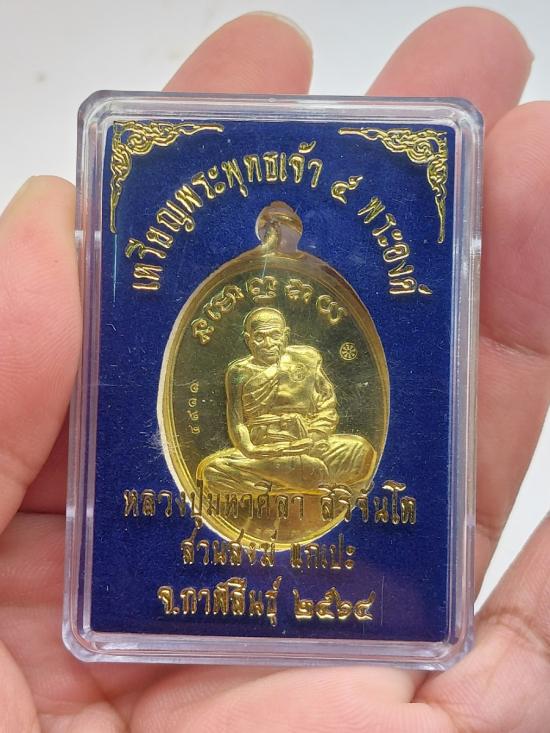 เหรียญพระพุทธเจ้า ๕ พระองค์
หลวงปู่มหาศิลา สิริจันโท
สวนสงฆ์ แกเปะ
จ.กาฬสินธุ์ ๒๕๖๔